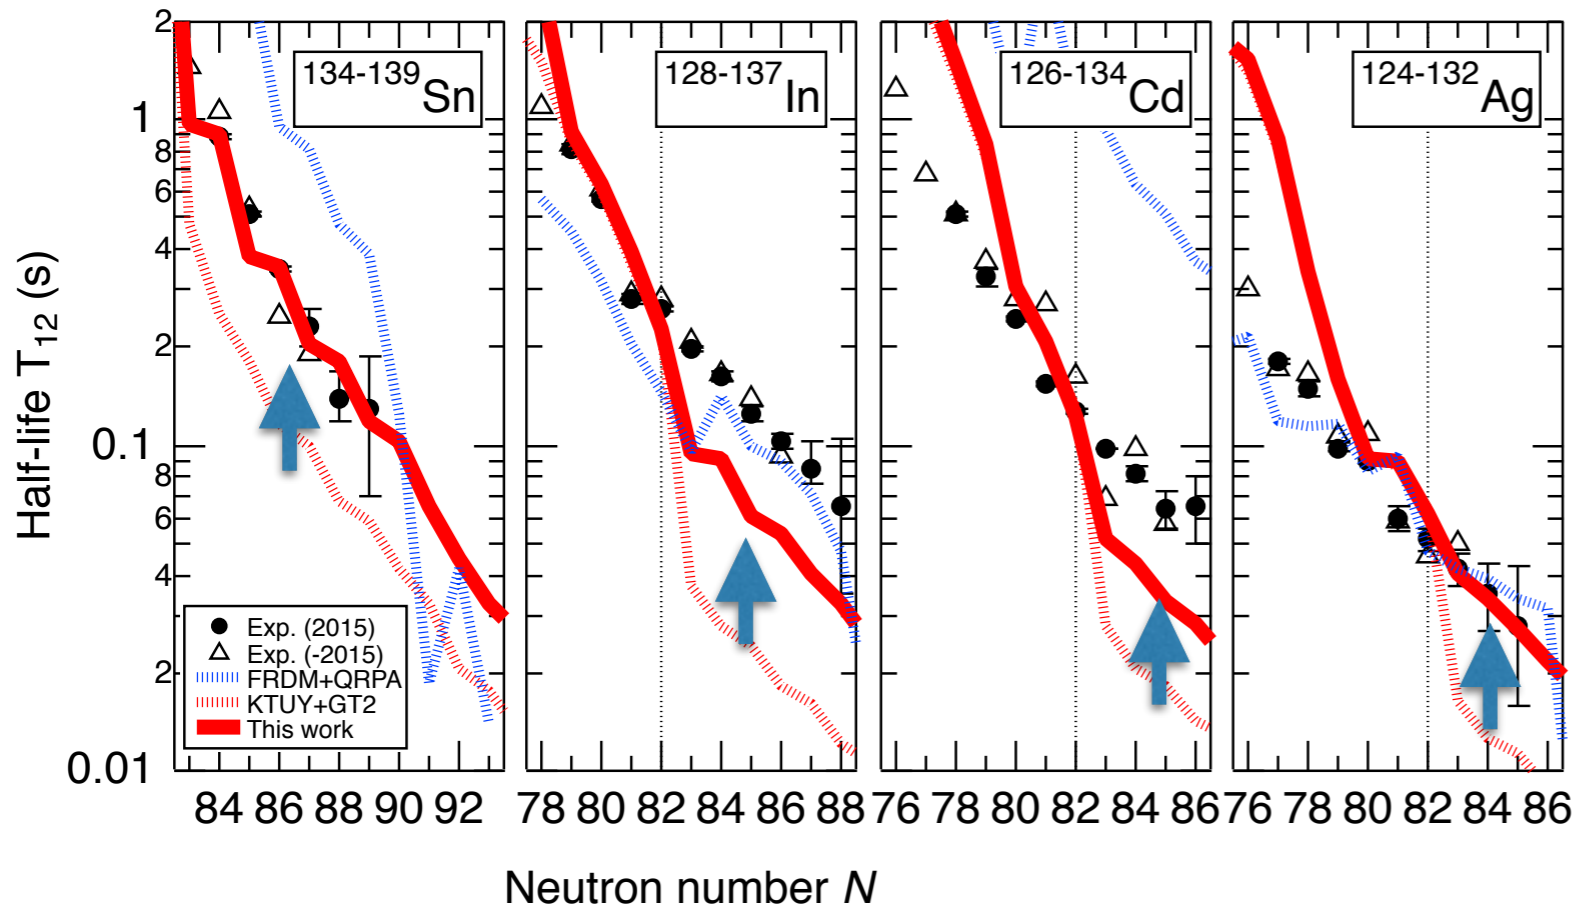 2
1
8
6
4
2
0.1
8
6
4
2
0.01
Half-life T12 (s)
134-139Sn
128-137In
126-134Cd
124-132Ag
Exp. (2015)
Exp. (-2015)
FRDM+QRPA
KTUY+GT2
This work
84 86 88 90 92
78 80 82 84 86 88
76 78 80 82 84 86
76 78 80 82 84 86
Neutron number N